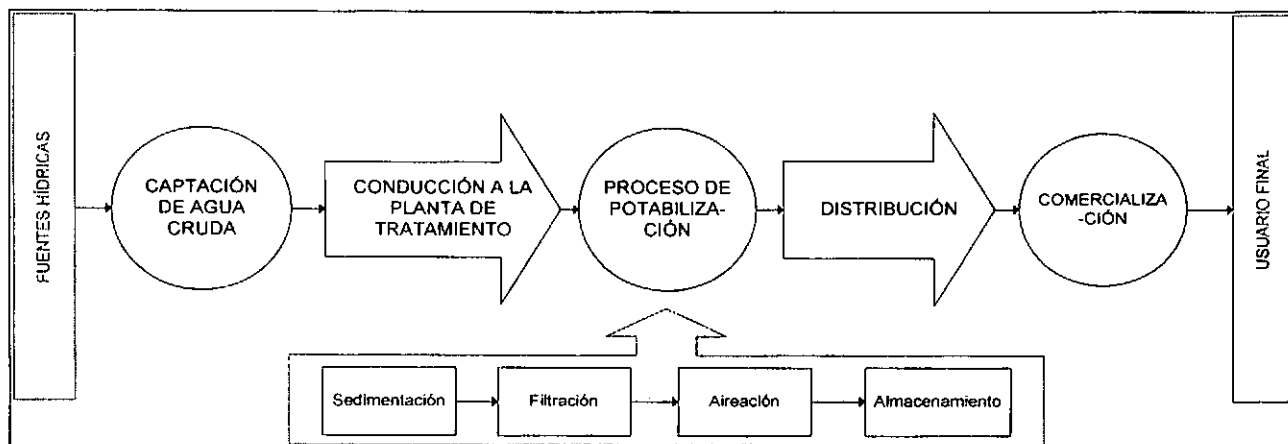 FUENTES HÍDRICAS
CAPTACIÓN
DE AGUA
CRUDA
CONDUCCIÓN A LA
PLANTA DE
TRATAMIENTO
PROCESO DE
POTABILIZA-
CIÓN
DISTRIBUCIÓN
COMERCIALIZA
-CIÓN
USUARIO FINAL
Sedimentación
Filtración
Aireación
Almacenamiento